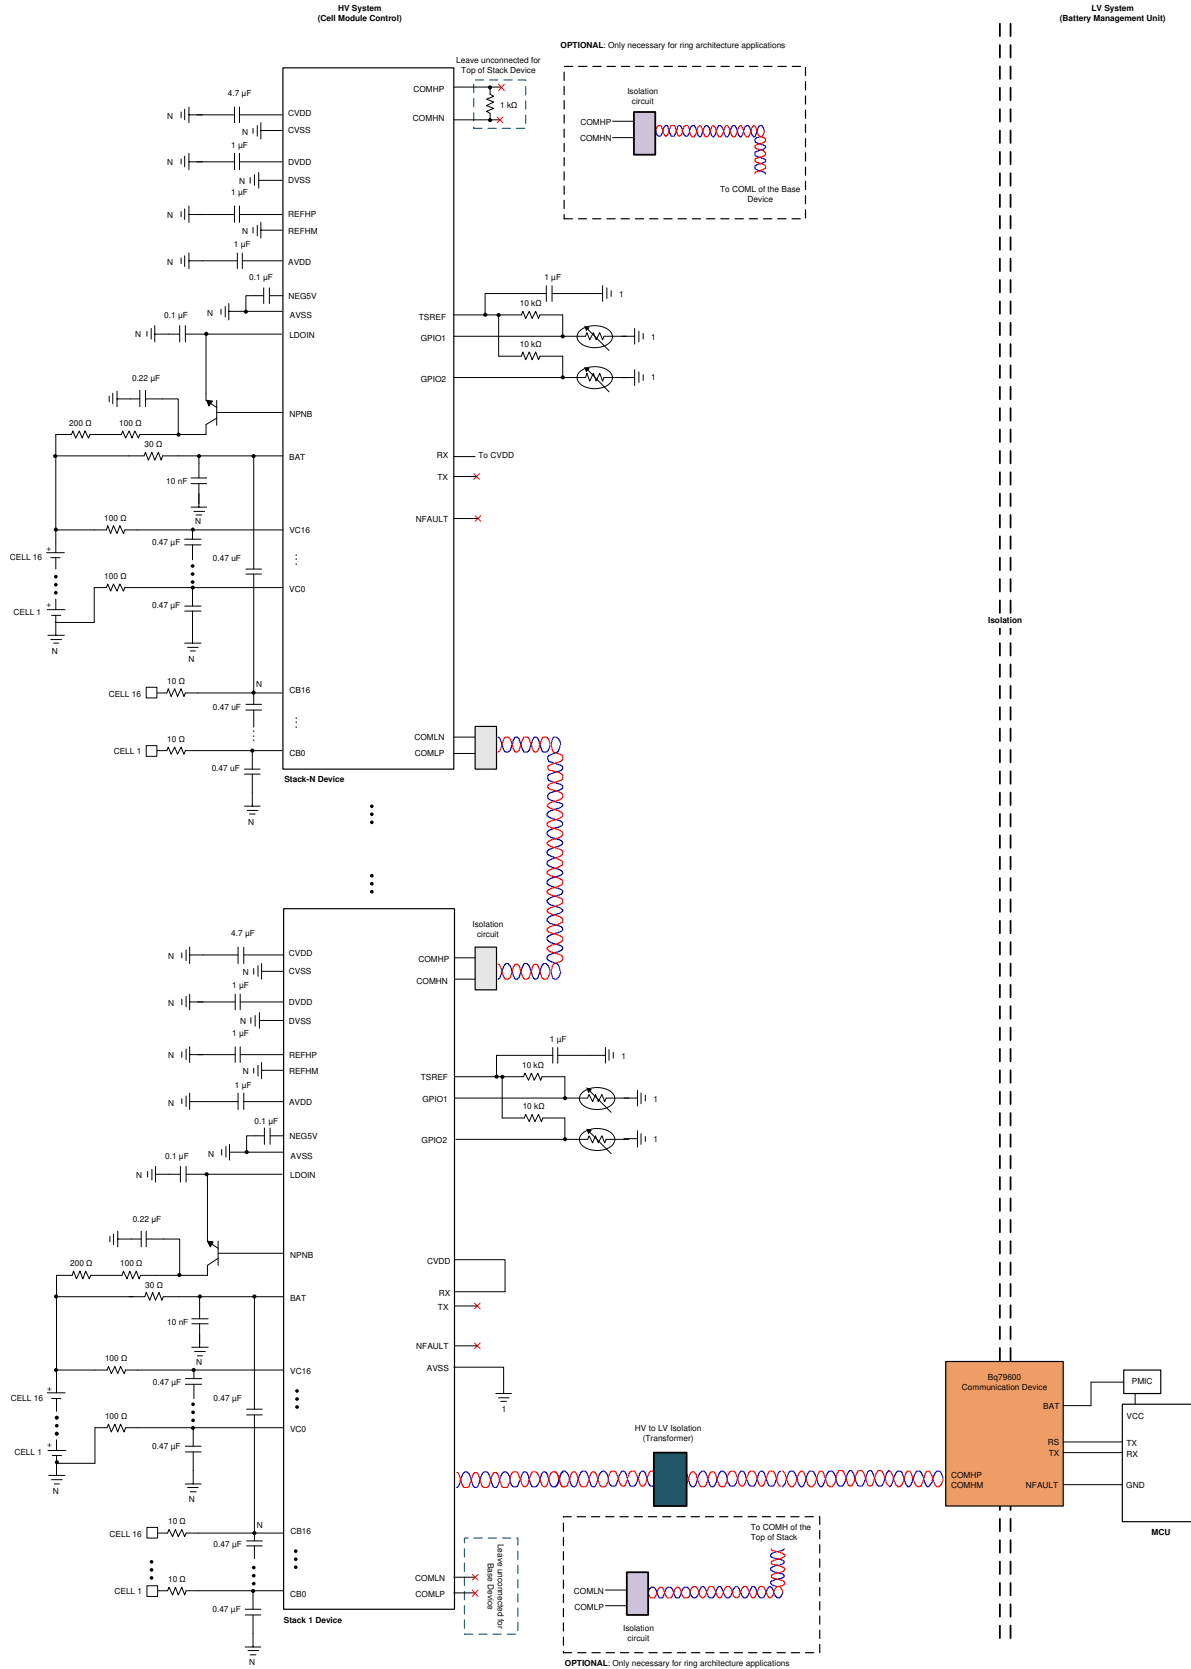 HV System
(Cell Module Control)
LV System
(Battery Management Unit)
OPTIONAL: Only necessary for ring architecture applications
Leave unconnected for
Top of Stack Device
COMHP
1 kΩ
COMHN
Isolation
circuit
COMHP
COMHN
To COML of the Base
Device
4.7 µF
N
CVDD
N
CVSS
1 µF
N
DVDD
N
DVSS
1 µF
N
REFHP
N
REFHM
1 µF
N
AVDD
0.1 µF
NEG5V
N
AVSS
0.1 µF
N
LDOIN
1 µF
1
TSREF
10 kΩ
GPIO1
1
10 kΩ
GPIO2
1
0.22 µF
NPNB
200 Ω
100 Ω
30 Ω
BAT
10 nF
N
RX
To CVDD
TX
NFAULT
100 Ω
VC16
0.47 µF
CELL 16
+
0.47 uF
100 Ω
VC0
0.47 µF
CELL 1
+
N
N
Isolation
N
10 Ω
CELL 16
CB16
0.47 uF
10 Ω
CELL 1
CB0
0.47 uF
N
COMLN
COMLP
Stack-N Device
Isolation
circuit
COMHP
COMHN
4.7 µF
N
CVDD
N
CVSS
1 µF
N
DVDD
N
DVSS
1 µF
N
REFHP
N
REFHM
1 µF
N
AVDD
0.1 µF
NEG5V
N
AVSS
0.1 µF
N
LDOIN
1 µF
1
TSREF
10 kΩ
GPIO1
1
10 kΩ
GPIO2
1
0.22 µF
NPNB
200 Ω
100 Ω
30 Ω
BAT
10 nF
N
CVDD
RX
TX
NFAULT
AVSS
1
100 Ω
VC16
0.47 µF
CELL 16
+
0.47 µF
100 Ω
VC0
0.47 µF
CELL 1
+
N
N
HV to LV Isolation
(Transformer)
Bq79600
Communication Device
BAT
RS
TX
COMHP
COMHM
NFAULT
PMIC
VCC
TX
RX
GND
MCU
N
10 Ω
CELL 16
CB16
0.47 µF
10 Ω
CELL 1
CB0
0.47 µF
N
COMLN
COMLP
Leave unconnected for
Base Device
Stack 1 Device
To COMH of the
Top of Stack
COMLN
COMLP
Isolation
circuit
OPTIONAL: Only necessary for ring architecture applications